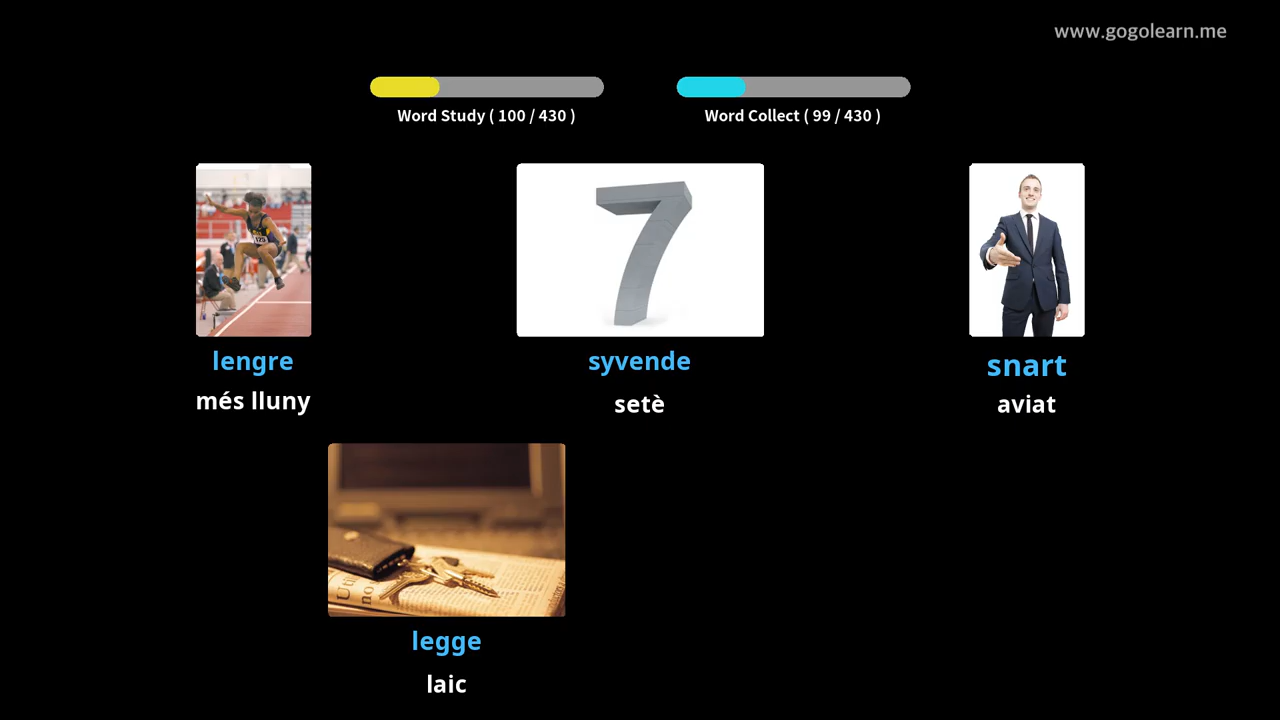 www.gogolearn.me
Word Study ( 100 / 430 )
Word Collect ( 99 / 430 )
120
lengre
syvende
snart
més lluny
setè
aviat
legge
laic